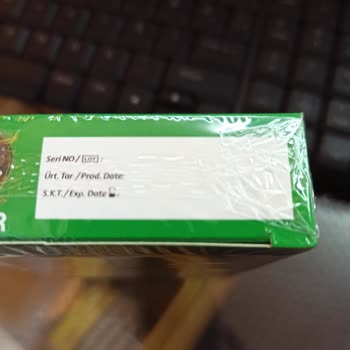 Seri NO / LOT :
Ürt. Tar. /Prod. Date:
S.K.T. /Exp. Date :
R